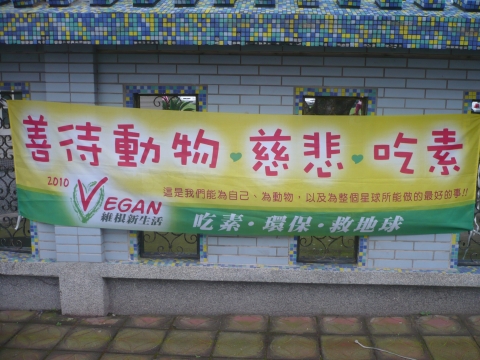 善待動物 慈悲 吃素
2010
VEGAN
維根新生活
這是我們能為自己、為動物，以及為整個星球所能做的最好的事!!
吃素·環保·救地球